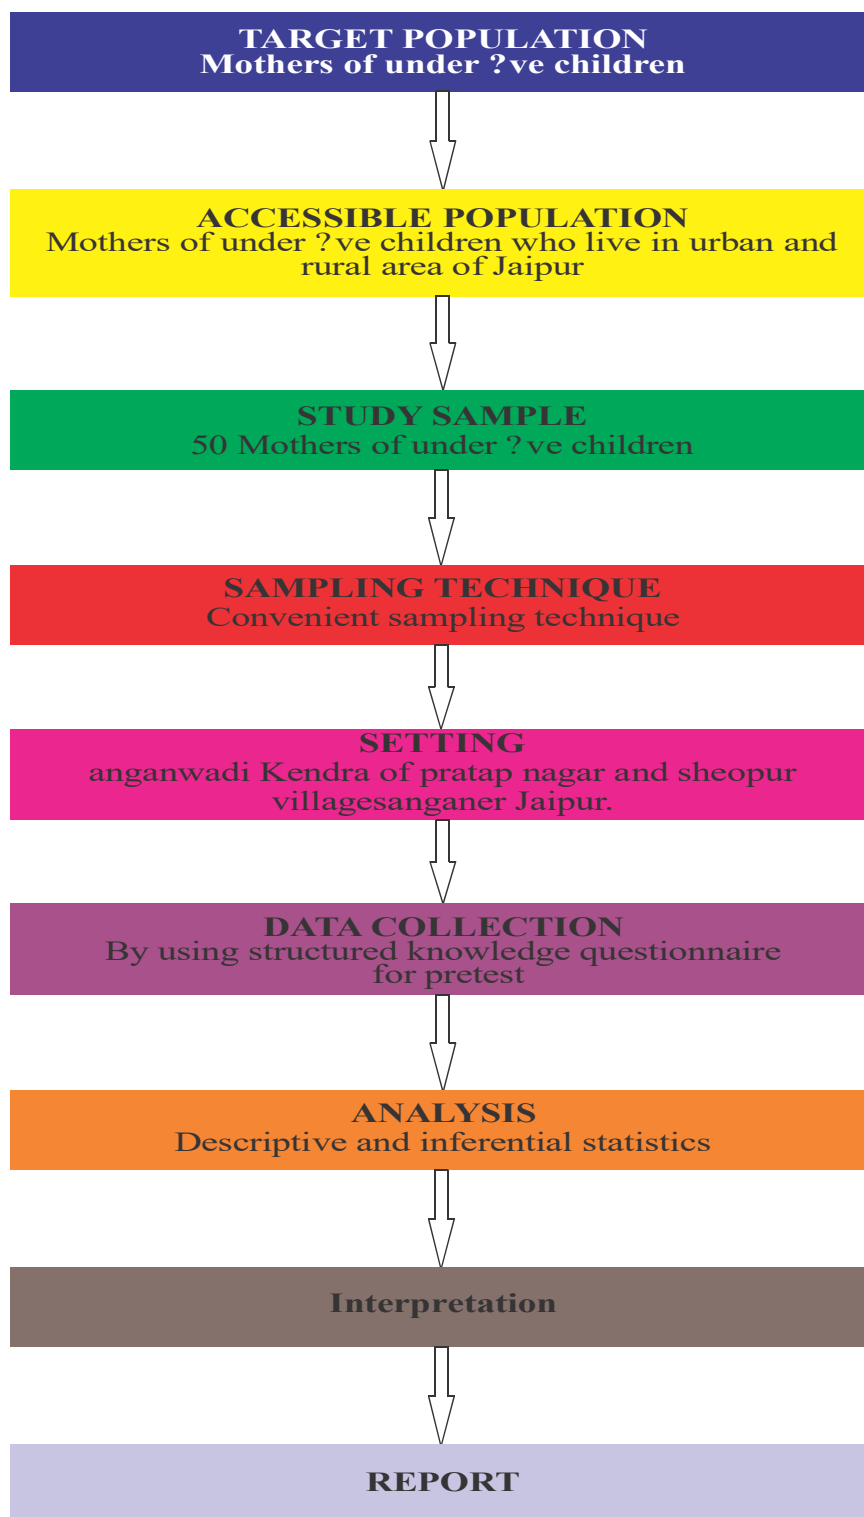 TARGET POPULATION
Mothers of under ?ve children
ACCESSIBLE POPULATION
Mothers of under ?ve children who live in urban and
rural area of Jaipur
STUDY SAMPLE
50 Mothers of under ?ve children
SAMPLING TECHNIQUE
Convenient sampling technique
SETTING
anganwadi Kendra of pratap nagar and sheopur
villagesanganer Jaipur.
DATA COLLECTION
By using structured knowledge questionnaire
for pretest
ANALYSIS
Descriptive and inferential statistics
Interpretation
REPORT